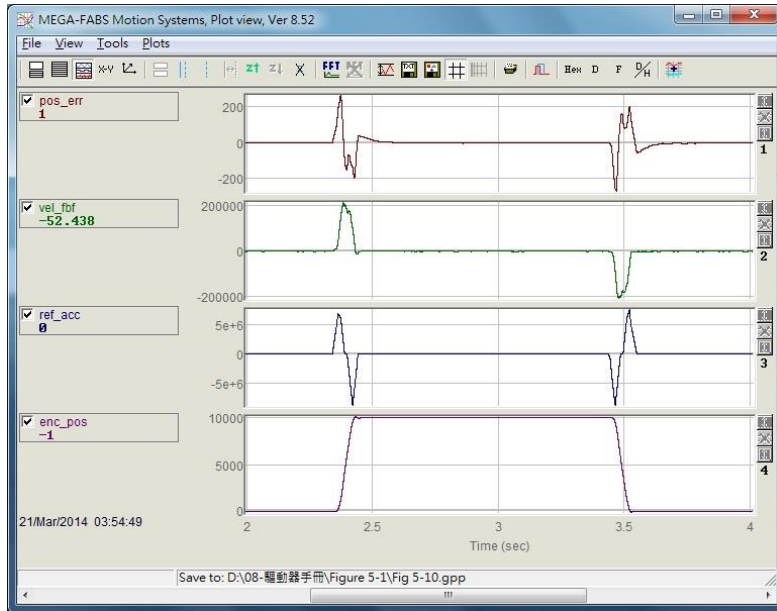 MEGA-FABS Motion Systems, Plot view, Ver 8.52
File View Tools Plots
X-Y Z↑ Z↓ X FFT TXT Hex D F D/H
pos_err
1
200
0
-200
1
vel_fbf
-52.438
200000
0
-200000
2
ref_acc
0
5e+6
0
-5e+6
3
enc_pos
-1
10000
5000
0
4
21/Mar/2014 03:54:49
2 2.5 3 3.5 4
Time (sec)
Save to: D:\08-驅動器手冊\Figure 5-1\Fig 5-10.gpp